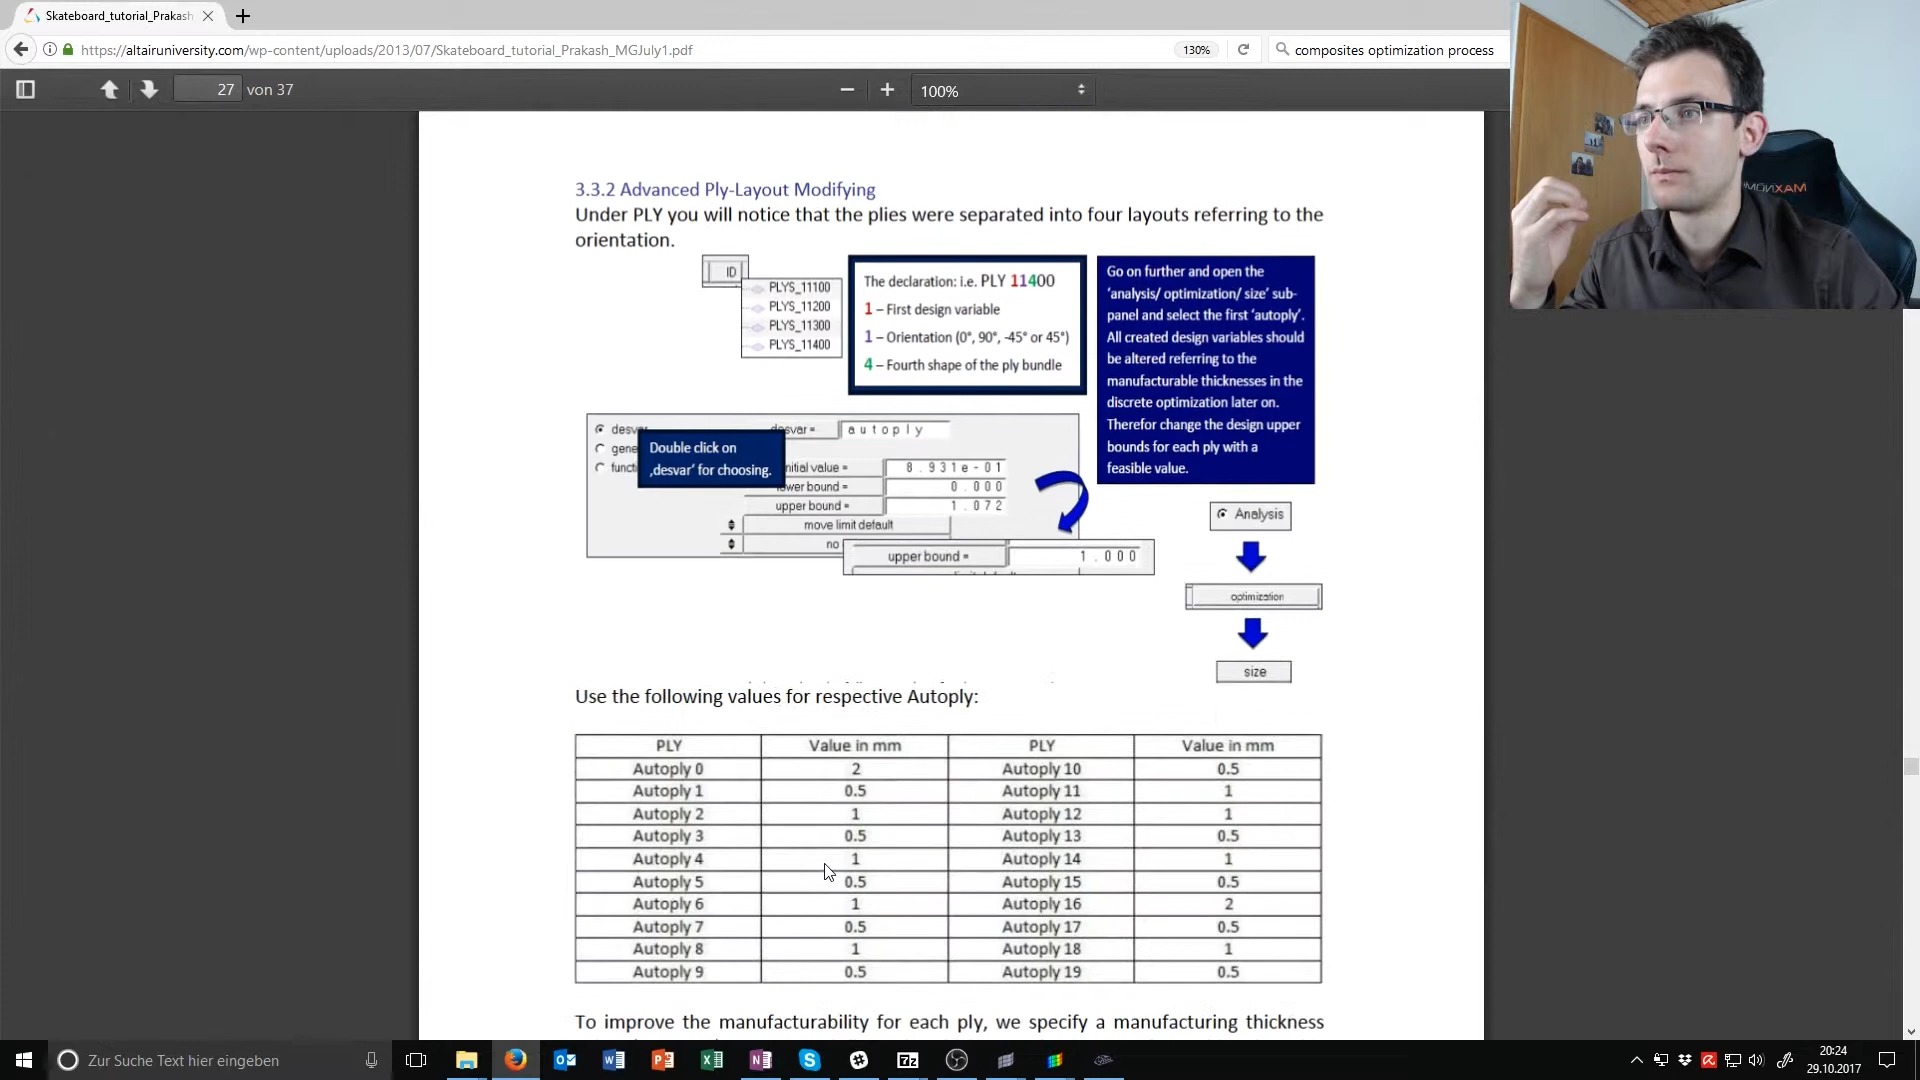 Skateboard_tutorial_Prakash
https://altairuniversity.com/wp-content/uploads/2013/07/Skateboard_tutorial_Prakash_MGJuly1.pdf
130%
composites optimization process
27 von 37
100%
MAXNOMIC
3.3.2 Advanced Ply-Layout Modifying
Under PLY you will notice that the plies were separated into four layouts referring to the
orientation.
ID
PLYS_11100
PLYS_11200
PLYS_11300
PLYS_11400
The declaration: i.e. PLY 11400
1 – First design variable
1 – Orientation (0°, 90°, -45° or 45°)
4 – Fourth shape of the ply bundle
Go on further and open the
'analysis/ optimization/ size' sub-
panel and select the first 'autoply'.
All created design variables should
be altered referring to the
manufacturable thicknesses in the
discrete optimization later on.
Therefor change the design upper
bounds for each ply with a
feasible value.
desvar = autoply
Double click on
‚desvar' for choosing.
initial value = 8.931e-01
lower bound = 0.000
upper bound = 1.072
move limit default
no
upper bound = 1.000
Analysis
optimization
size
Use the following values for respective Autoply:
PLY Value in mm PLY Value in mm
Autoply 0 2 Autoply 10 0.5
Autoply 1 0.5 Autoply 11 1
Autoply 2 1 Autoply 12 1
Autoply 3 0.5 Autoply 13 0.5
Autoply 4 1 Autoply 14 1
Autoply 5 0.5 Autoply 15 0.5
Autoply 6 1 Autoply 16 2
Autoply 7 0.5 Autoply 17 0.5
Autoply 8 1 Autoply 18 1
Autoply 9 0.5 Autoply 19 0.5
To improve the manufacturability for each ply, we specify a manufacturing thickness
Zur Suche Text hier eingeben
20:24
29.10.2017